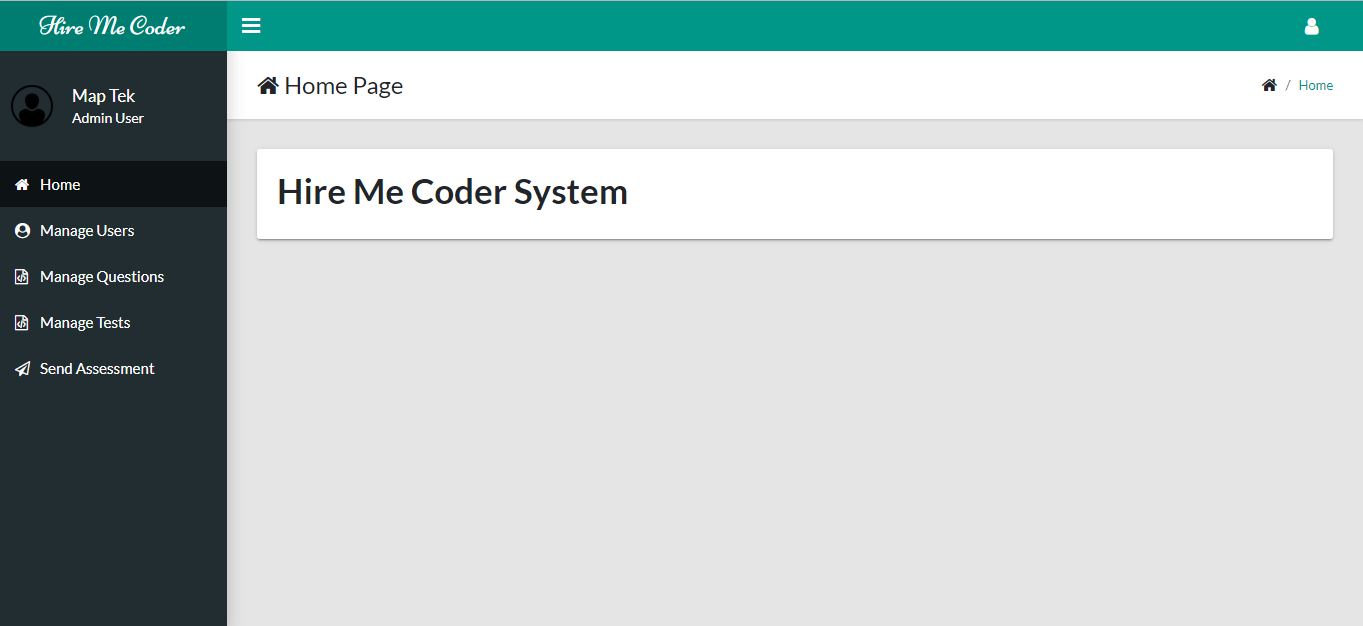 Hire Me Coder
Map Tek
Admin User
Home
Manage Users
Manage Questions
Manage Tests
Send Assessment
Home Page
/ Home
Hire Me Coder System